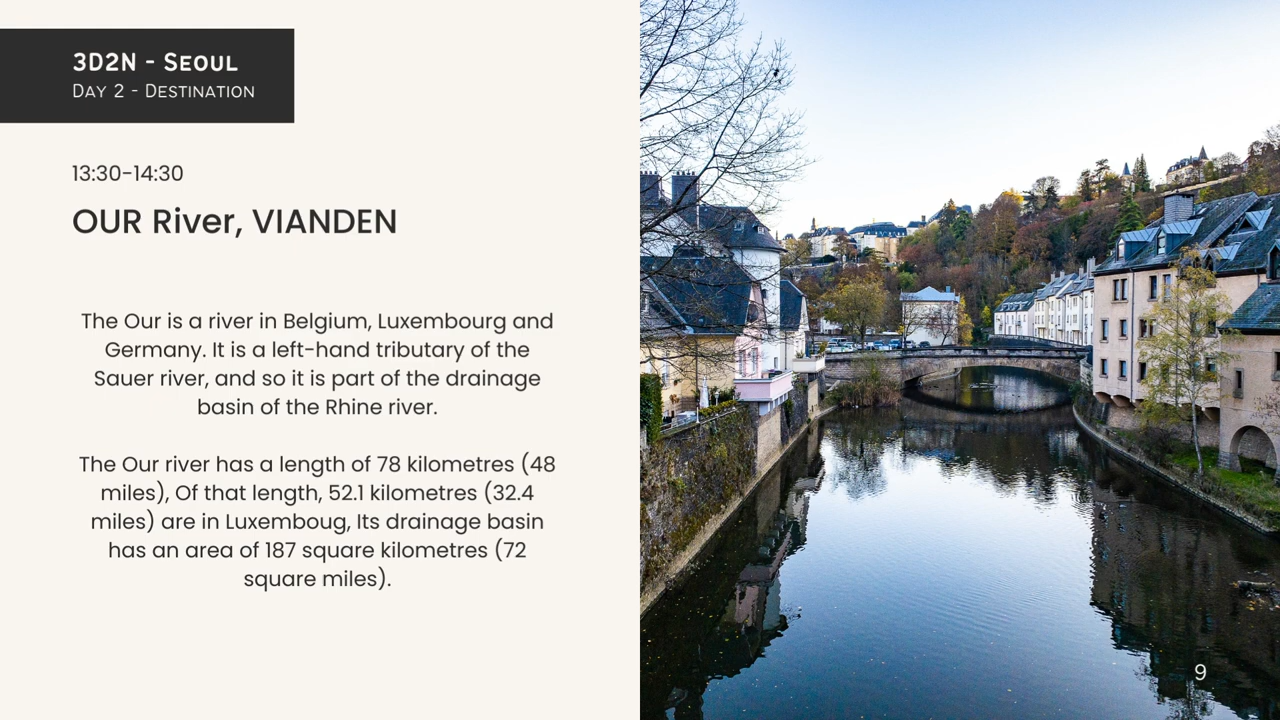 3D2N - Seoul
Day 2 - Destination
13:30-14:30
OUR River, VIANDEN
The Our is a river in Belgium, Luxembourg and
Germany. It is a left-hand tributary of the
Sauer river, and so it is part of the drainage
basin of the Rhine river.
The Our river has a length of 78 kilometres (48
miles), Of that length, 52.1 kilometres (32.4
miles) are in Luxemboug, Its drainage basin
has an area of 187 square kilometres (72
square miles).
9